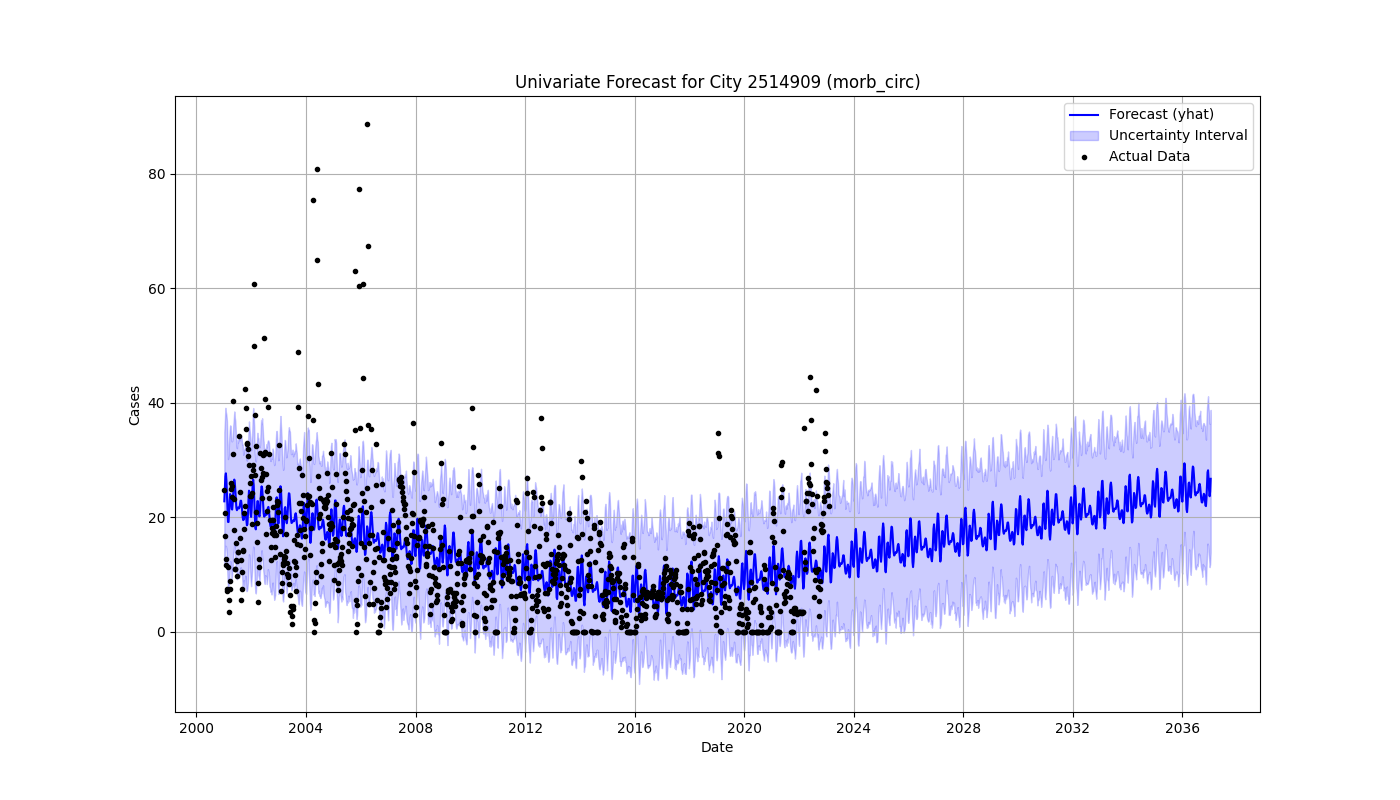 Univariate Forecast for City 2514909 (morb_circ)
Forecast (yhat)
Uncertainty Interval
Actual Data
Cases
80
60
40
20
0
2000 2004 2008 2012 2016 2020 2024 2028 2032 2036
Date